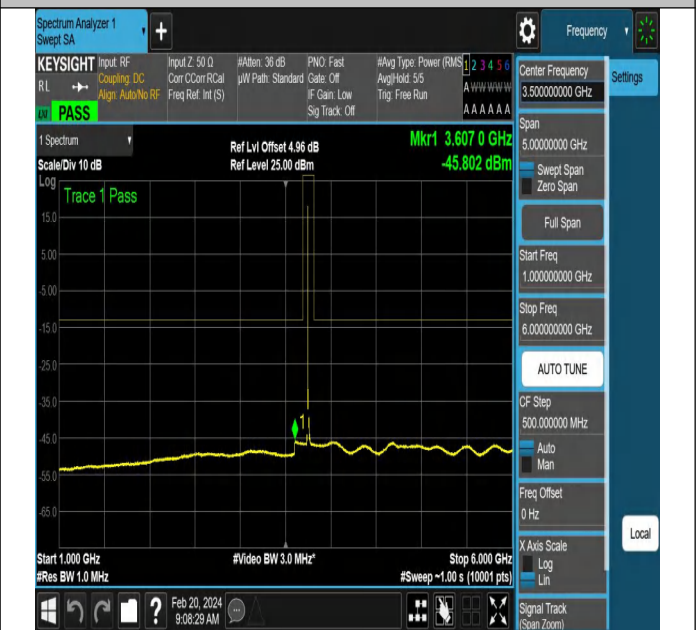 Spectrum Analyzer 1
Swept SA
+
Frequency
KEYSIGHT
Input: RF
Coupling: DC
Align: Auto/No RF
RL
PASS
Input Z: 50 Ω
Corr CCorr RCal
Freq Ref: Int (S)
#Atten: 36 dB
µW Path: Standard
PNO: Fast
Gate: Off
IF Gain: Low
Sig Track: Off
#Avg Type: Power (RMS
Avg|Hold: 5/5
Trig: Free Run
1 2 3 4 5 6
A W W W W W
A A A A A A
1 Spectrum
Scale/Div 10 dB
Ref Lvl Offset 4.96 dB
Ref Level 25.00 dBm
Mkr1 3.607 0 GHz
-45.802 dBm
Log
Trace 1 Pass
15.0
5.00
-5.00
-15.0
-25.0
-35.0
-45.0
-55.0
-65.0
1
Start 1.000 GHz
#Res BW 1.0 MHz
#Video BW 3.0 MHz*
Stop 6.000 GHz
#Sweep ~1.00 s (10001 pts)
?
Feb 20, 2024
9:08:29 AM
Center Frequency
3.500000000 GHz
Settings
Span
5.00000000 GHz
Swept Span
Zero Span
Full Span
Start Freq
1.000000000 GHz
Stop Freq
6.000000000 GHz
AUTO TUNE
CF Step
500.000000 MHz
Auto
Man
Freq Offset
0 Hz
Local
X Axis Scale
Log
Lin
Signal Track
(Span Zoom)